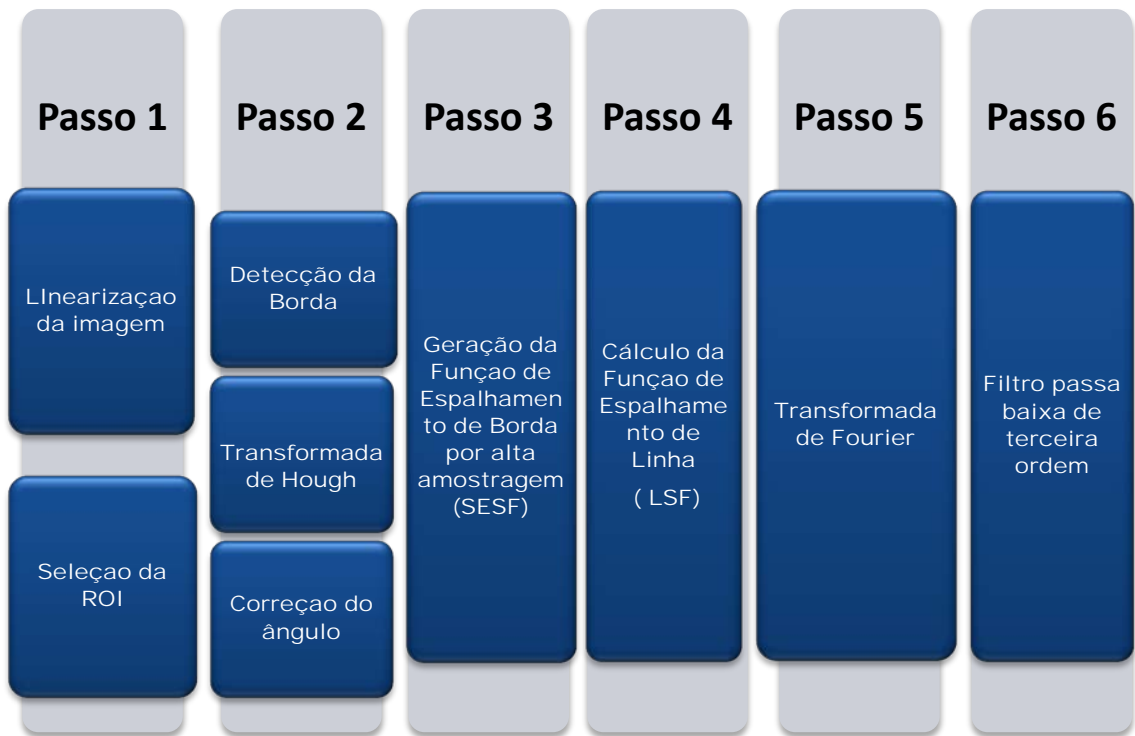 Passo 1
LInearizaçao
da imagem
Seleçao da
ROI
Passo 2
Detecção da
Borda
Transformada
de Hough
Correçao do
ângulo
Passo 3
Geração da
Funçao de
Espalhamen
to de Borda
por alta
amostragem
(SESF)
Passo 4
Cálculo da
Funçao de
Espalhame
nto de
Linha
( LSF)
Passo 5
Transformada
de Fourier
Passo 6
Filtro passa
baixa de
terceira
ordem